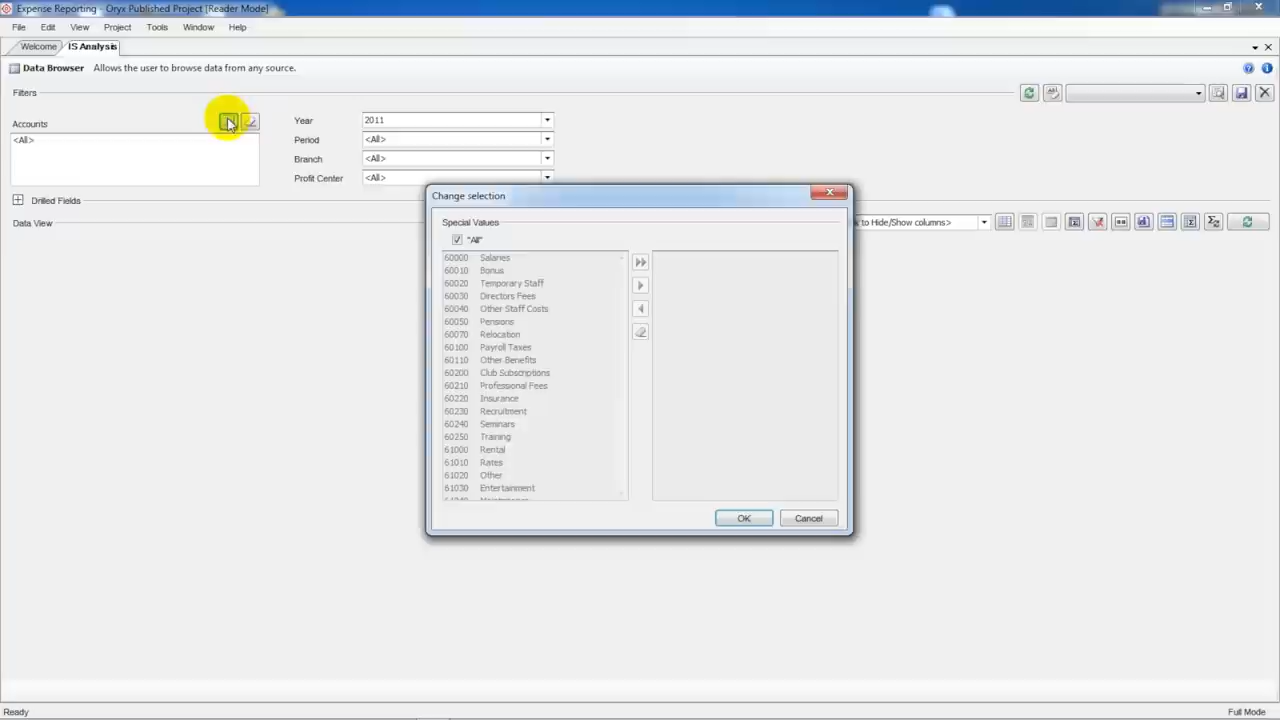 Expense Reporting - Oryx Published Project [Reader Mode]
File Edit View Project Tools Window Help
Welcome IS Analysis
Data Browser Allows the user to browse data from any source.
Filters
Accounts
<All>
Year 2011
Period <All>
Branch <All>
Profit Center <All>
Drilled Fields
Data View
to Hide/Show columns>
Change selection
Special Values
"All"
60000 Salaries
60010 Bonus
60020 Temporary Staff
60030 Directors Fees
60040 Other Staff Costs
60050 Pensions
60070 Relocation
60100 Payroll Taxes
60110 Other Benefits
60200 Club Subscriptions
60210 Professional Fees
60220 Insurance
60230 Recruitment
60240 Seminars
60250 Training
61000 Rental
61010 Rates
61020 Other
61030 Entertainment
OK Cancel
Ready Full Mode